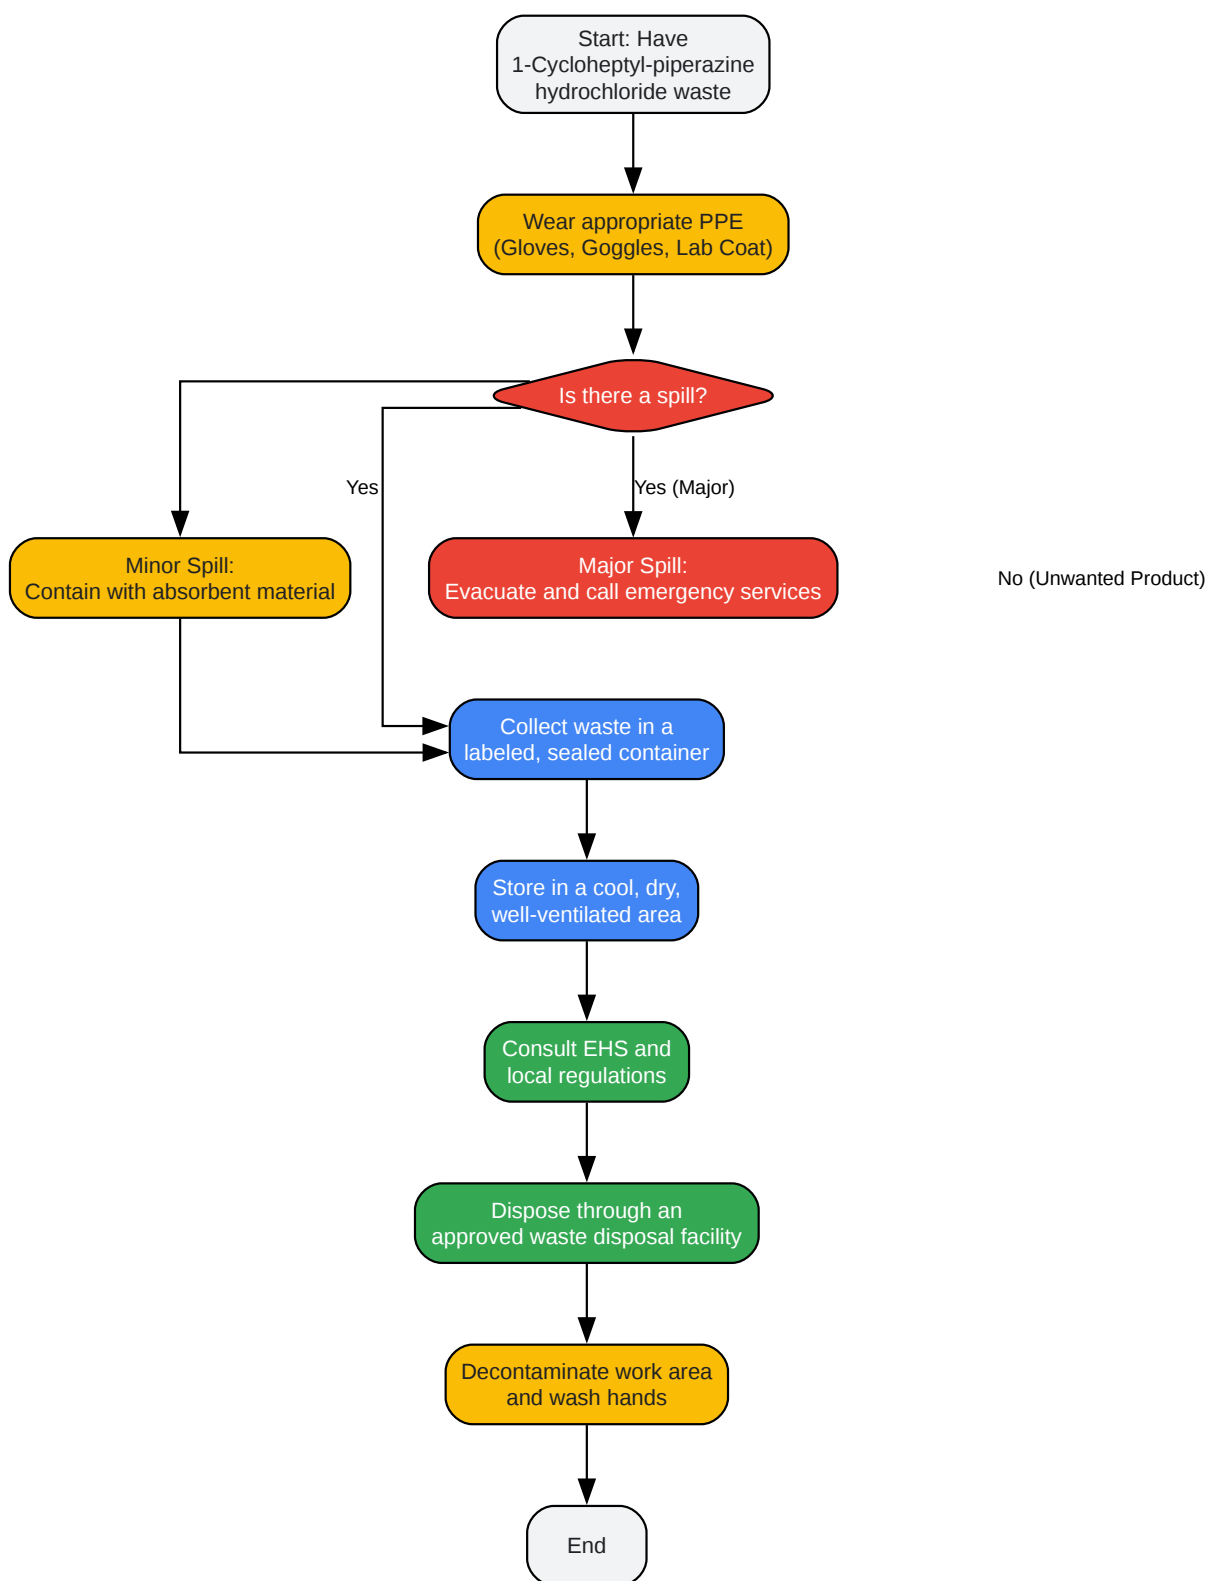 Start: Have
1-Cycloheptyl-piperazine
hydrochloride waste
Wear appropriate PPE
(Gloves, Goggles, Lab Coat)
Is there a spill?
Yes
Yes (Major)
Minor Spill:
Contain with absorbent material
Major Spill:
Evacuate and call emergency services
No (Unwanted Product)
Collect waste in a
labeled, sealed container
Store in a cool, dry,
well-ventilated area
Consult EHS and
local regulations
Dispose through an
approved waste disposal facility
Decontaminate work area
and wash hands
End